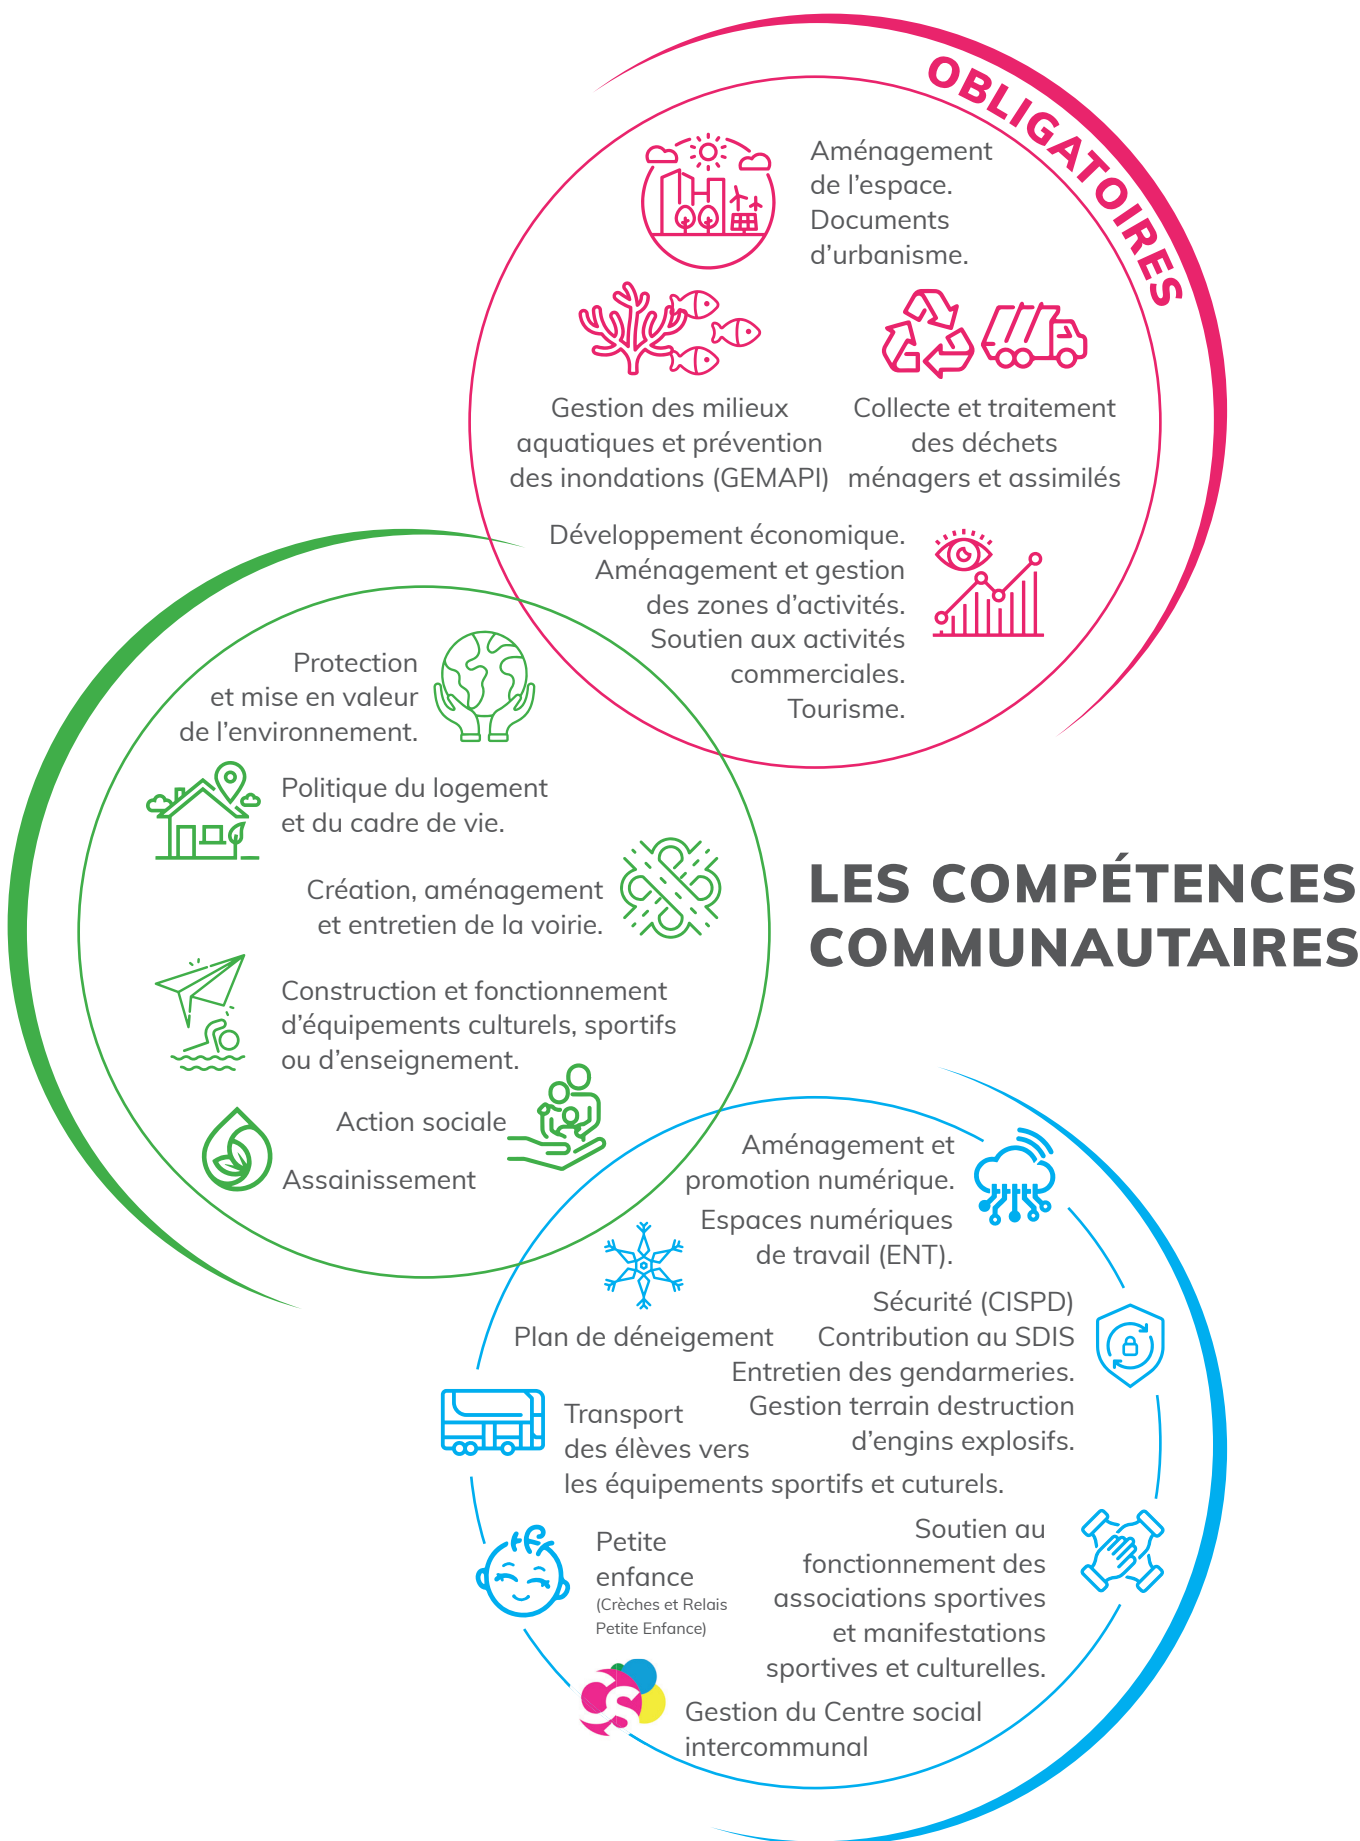 OBLIGATOIRES
Aménagement
de l’espace.
Documents
d’urbanisme.
Gestion des milieux
aquatiques et prévention
des inondations (GEMAPI)
Collecte et traitement
des déchets
ménagers et assimilés
Développement économique.
Aménagement et gestion
des zones d’activités.
Soutien aux activités
commerciales.
Tourisme.
Protection
et mise en valeur
de l’environnement.
Politique du logement
et du cadre de vie.
Création, aménagement
et entretien de la voirie.
Construction et fonctionnement
d’équipements culturels, sportifs
ou d’enseignement.
Action sociale
Assainissement
LES COMPÉTENCES
COMMUNAUTAIRES
Aménagement et
promotion numérique.
Espaces numériques
de travail (ENT).
Plan de déneigement
Sécurité (CISPD)
Contribution au SDIS
Entretien des gendarmeries.
Gestion terrain destruction
d’engins explosifs.
Transport
des élèves vers
les équipements sportifs et cuturels.
Petite
enfance
(Crèches et Relais
Petite Enfance)
Soutien au
fonctionnement des
associations sportives
et manifestations
sportives et culturelles.
CS
Gestion du Centre social
intercommunal